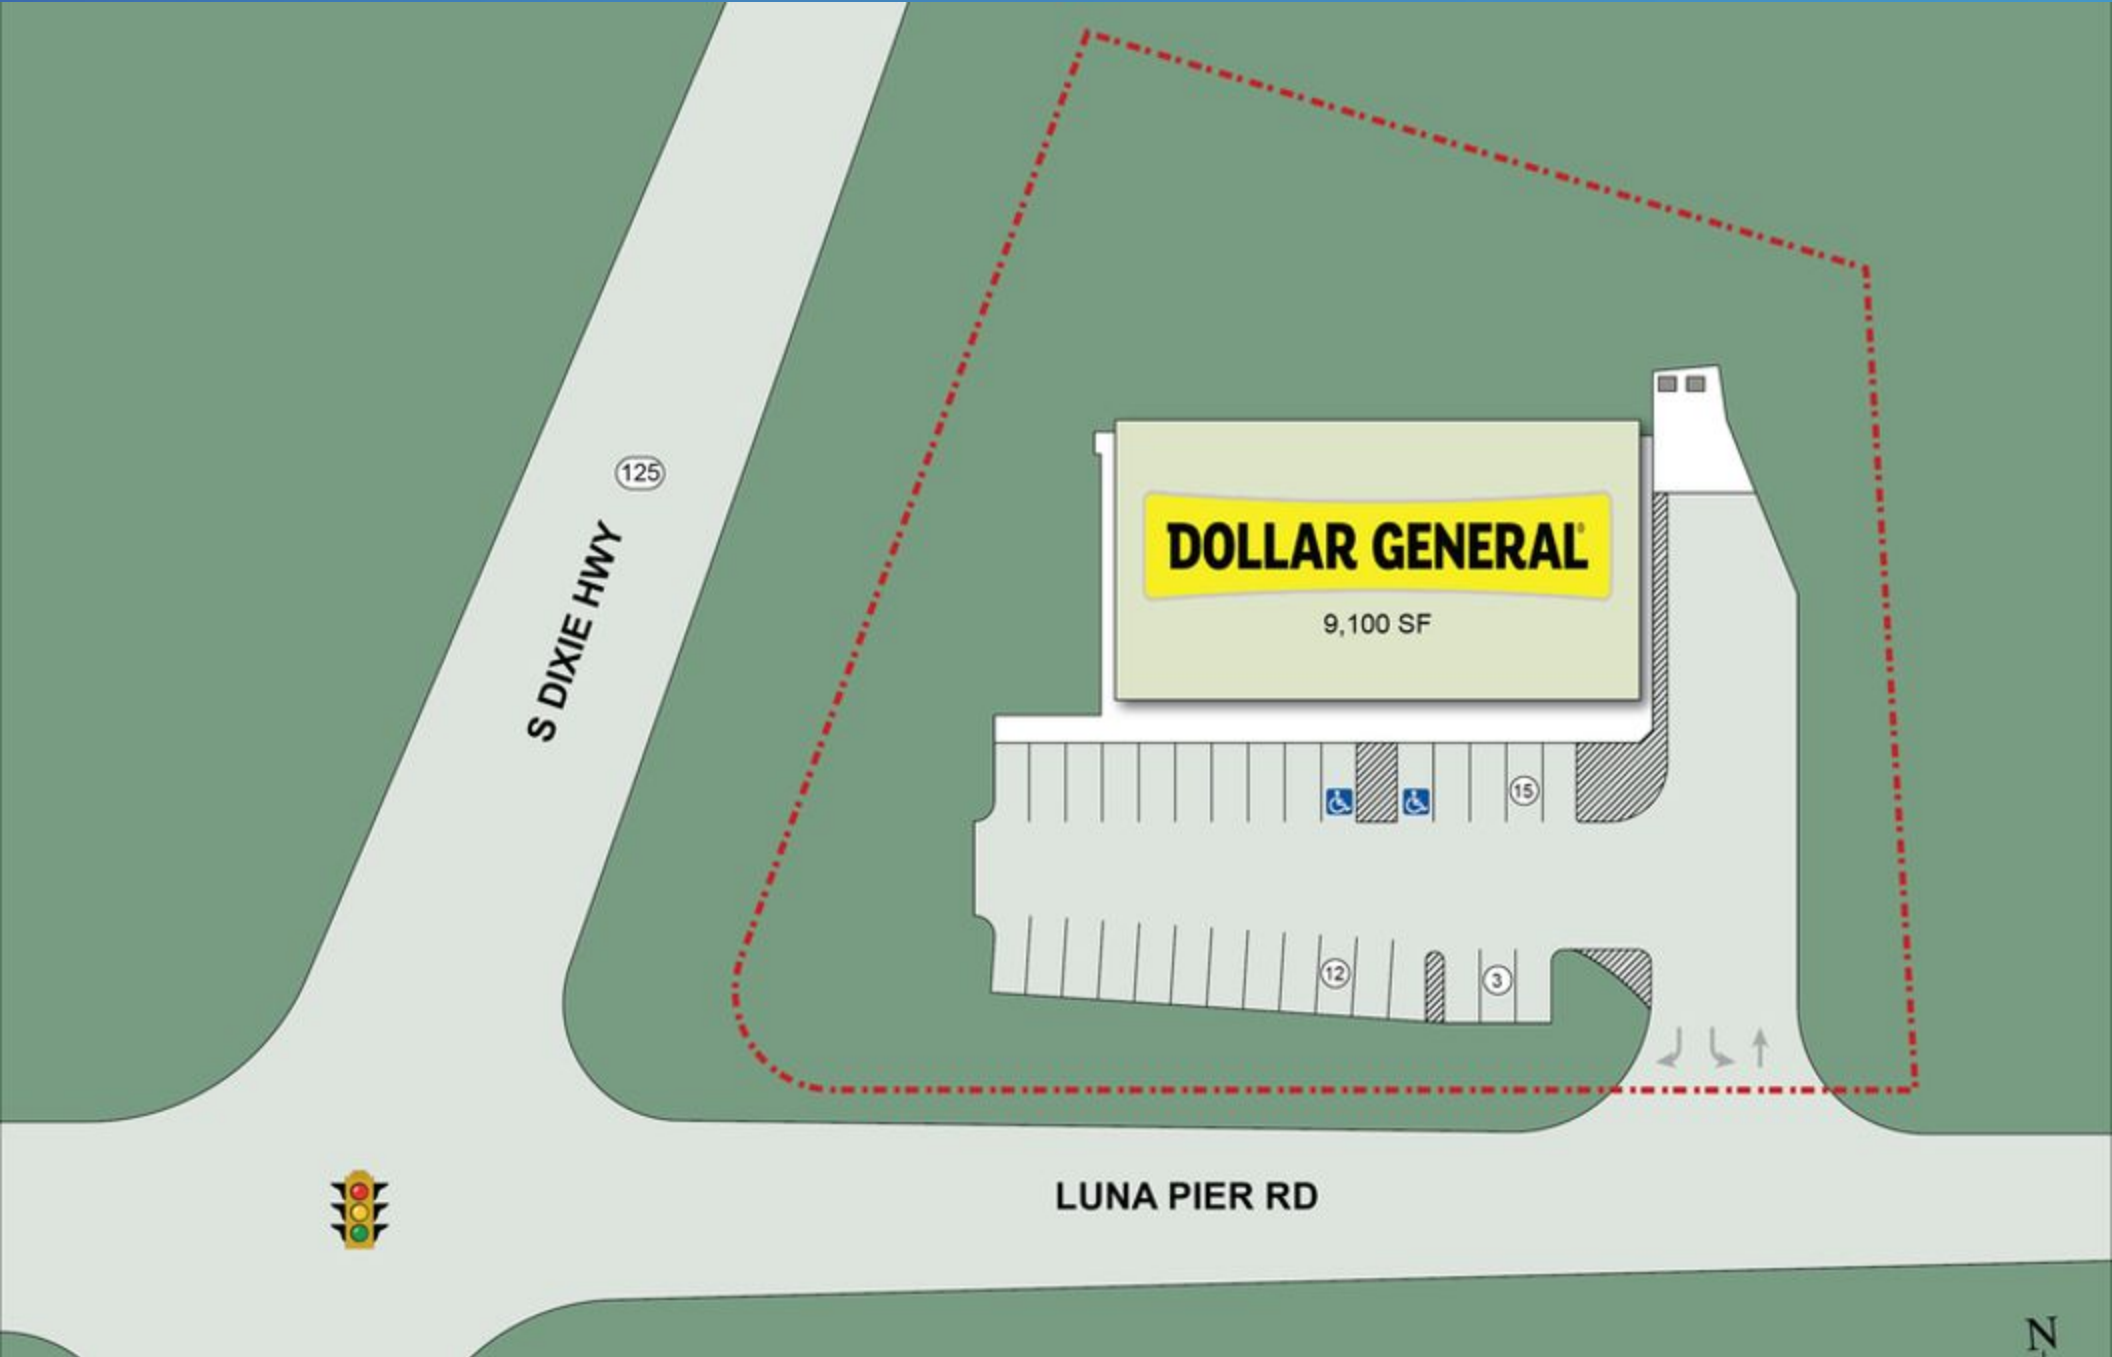 125
S DIXIE HWY
DOLLAR GENERAL®
9,100 SF
15
12
3
LUNA PIER RD
N